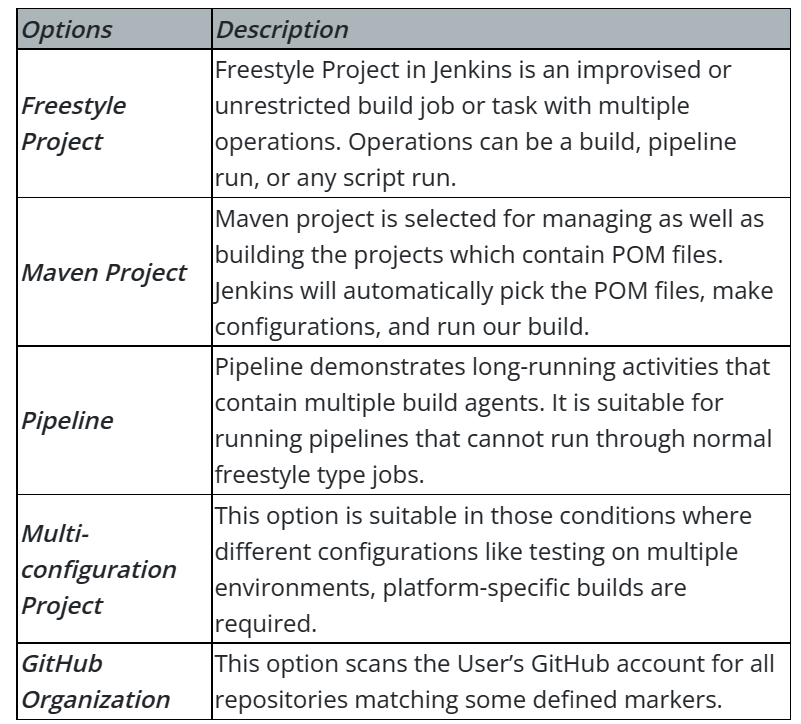 Options Description
Freestyle Project
Freestyle Project in Jenkins is an improvised or
unrestricted build job or task with multiple
operations. Operations can be a build, pipeline
run, or any script run.
Maven Project
Maven project is selected for managing as well as
building the projects which contain POM files.
Jenkins will automatically pick the POM files, make
configurations, and run our build.
Pipeline
Pipeline demonstrates long-running activities that
contain multiple build agents. It is suitable for
running pipelines that cannot run through normal
freestyle type jobs.
Multi-
configuration
Project
This option is suitable in those conditions where
different configurations like testing on multiple
environments, platform-specific builds are
required.
GitHub
Organization
This option scans the User’s GitHub account for all
repositories matching some defined markers.